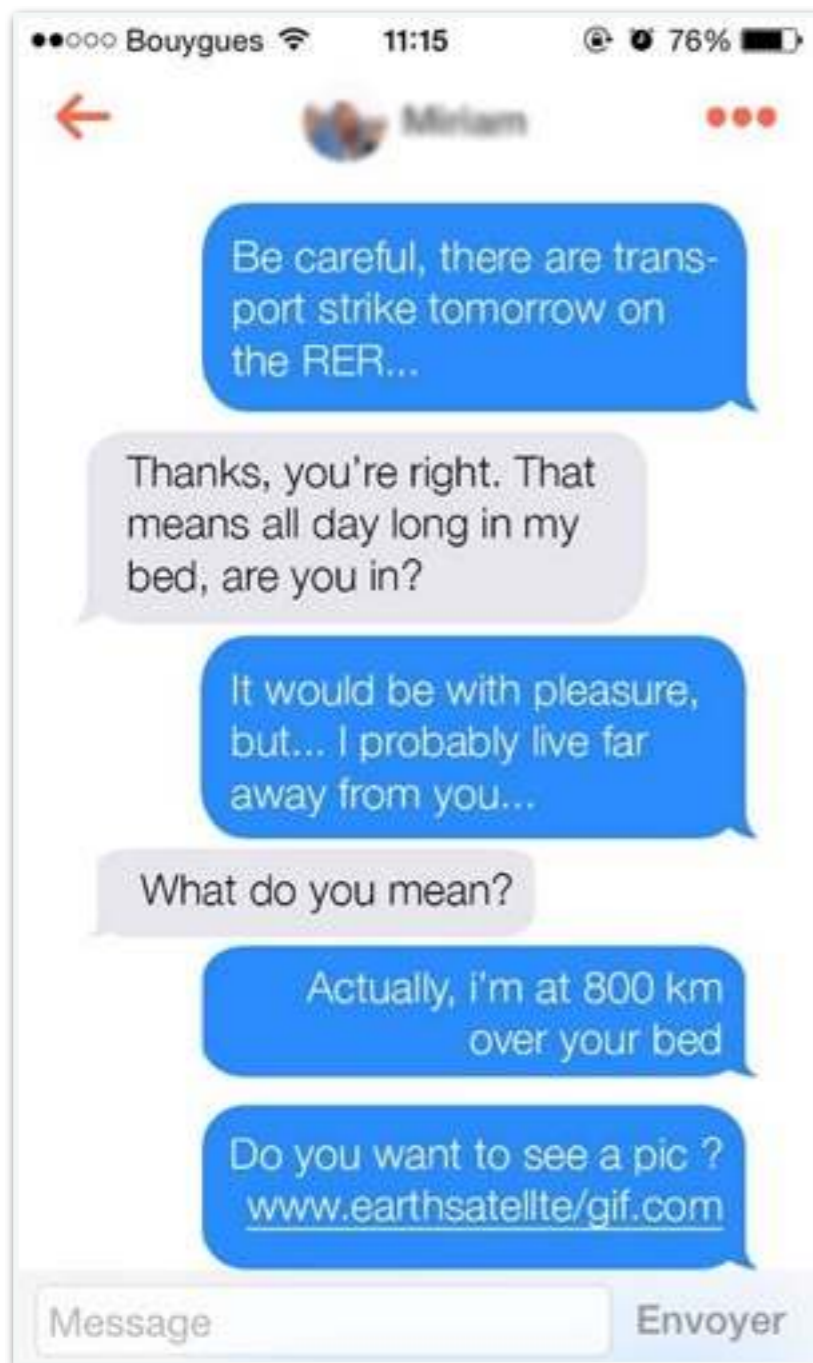 Bouygues 11:15 76%
Miriam
Be careful, there are trans-
port strike tomorrow on
the RER...
Thanks, you're right. That
means all day long in my
bed, are you in?
It would be with pleasure,
but... I probably live far
away from you...
What do you mean?
Actually, i'm at 800 km
over your bed
Do you want to see a pic ?
www.earthsatellte/gif.com
Message Envoyer